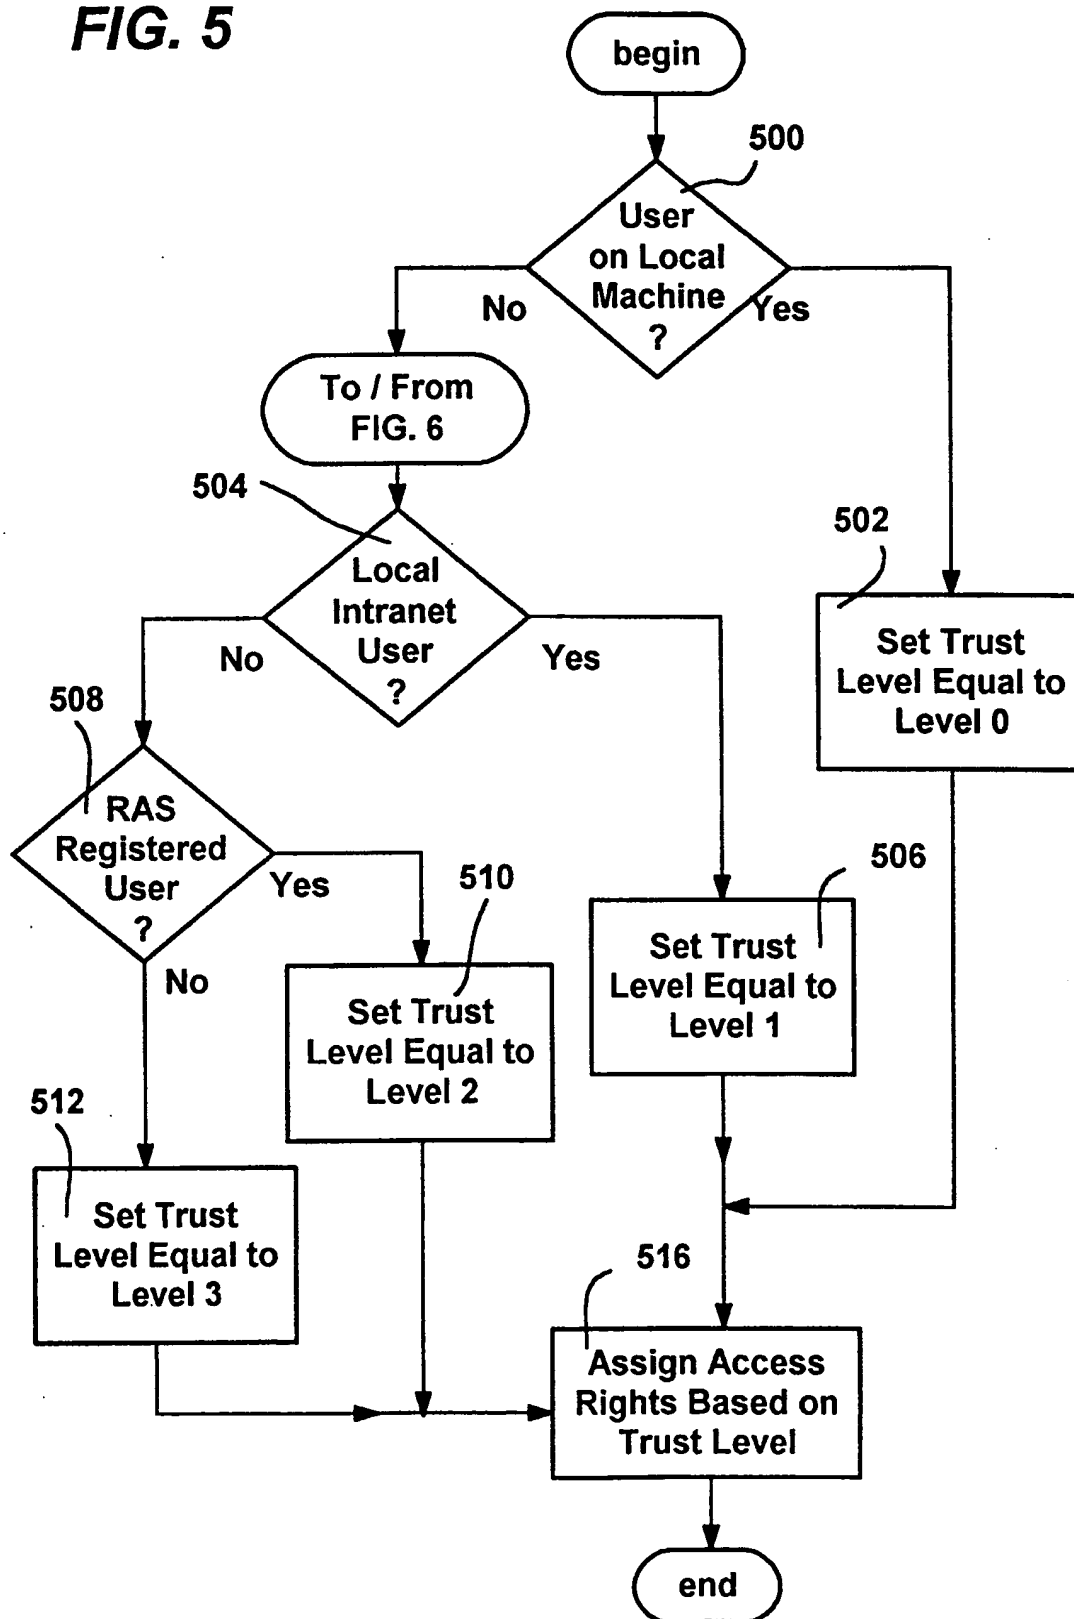 FIG. 5
begin
500
User
on Local
Machine
?
No
Yes
To / From
FIG. 6
504
Local
Intranet
User
?
No
Yes
502
Set Trust
Level Equal to
Level 0
508
RAS
Registered
User
?
Yes
No
510
Set Trust
Level Equal to
Level 2
506
Set Trust
Level Equal to
Level 1
512
Set Trust
Level Equal to
Level 3
516
Assign Access
Rights Based on
Trust Level
end